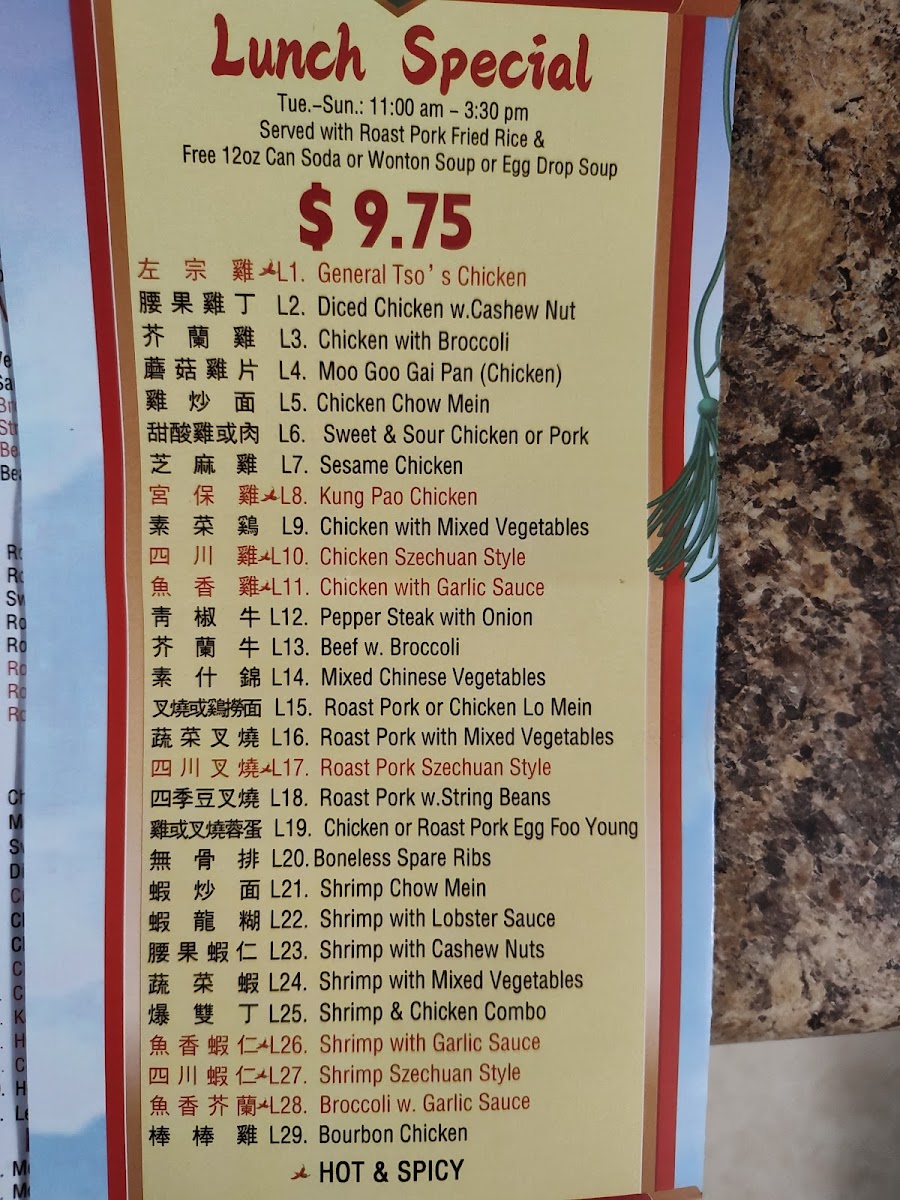 Lunch Special
Tue.–Sun.: 11:00 am – 3:30 pm
Served with Roast Pork Fried Rice &
Free 12oz Can Soda or Wonton Soup or Egg Drop Soup
$ 9.75
左宗雞 L1. General Tso's Chicken
腰果雞丁 L2. Diced Chicken w.Cashew Nut
芥蘭雞 L3. Chicken with Broccoli
蘑菇雞片 L4. Moo Goo Gai Pan (Chicken)
雞炒面 L5. Chicken Chow Mein
甜酸雞或肉 L6. Sweet & Sour Chicken or Pork
芝麻雞 L7. Sesame Chicken
宮保雞 L8. Kung Pao Chicken
素菜鷄 L9. Chicken with Mixed Vegetables
四川雞 L10. Chicken Szechuan Style
魚香雞 L11. Chicken with Garlic Sauce
青椒牛 L12. Pepper Steak with Onion
芥蘭牛 L13. Beef w. Broccoli
素什錦 L14. Mixed Chinese Vegetables
叉燒或鷄撈面 L15. Roast Pork or Chicken Lo Mein
蔬菜叉燒 L16. Roast Pork with Mixed Vegetables
四川叉燒 L17. Roast Pork Szechuan Style
四季豆叉燒 L18. Roast Pork w.String Beans
雞或叉燒蓉蛋 L19. Chicken or Roast Pork Egg Foo Young
無骨排 L20. Boneless Spare Ribs
蝦炒面 L21. Shrimp Chow Mein
蝦龍糊 L22. Shrimp with Lobster Sauce
腰果蝦仁 L23. Shrimp with Cashew Nuts
蔬菜蝦 L24. Shrimp with Mixed Vegetables
爆雙丁 L25. Shrimp & Chicken Combo
魚香蝦仁 L26. Shrimp with Garlic Sauce
四川蝦仁 L27. Shrimp Szechuan Style
魚香芥蘭 L28. Broccoli w. Garlic Sauce
棒棒雞 L29. Bourbon Chicken
HOT & SPICY